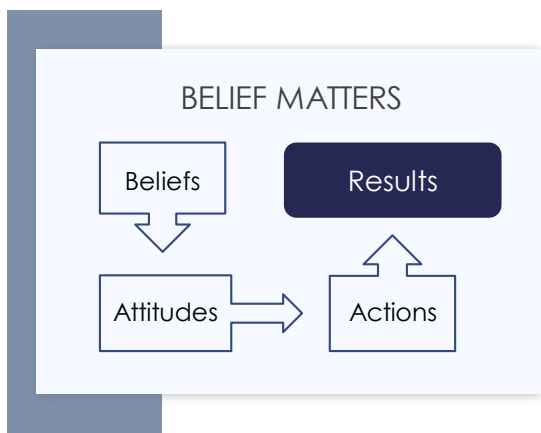 BELIEF MATTERS
Beliefs
Results
Attitudes
Actions